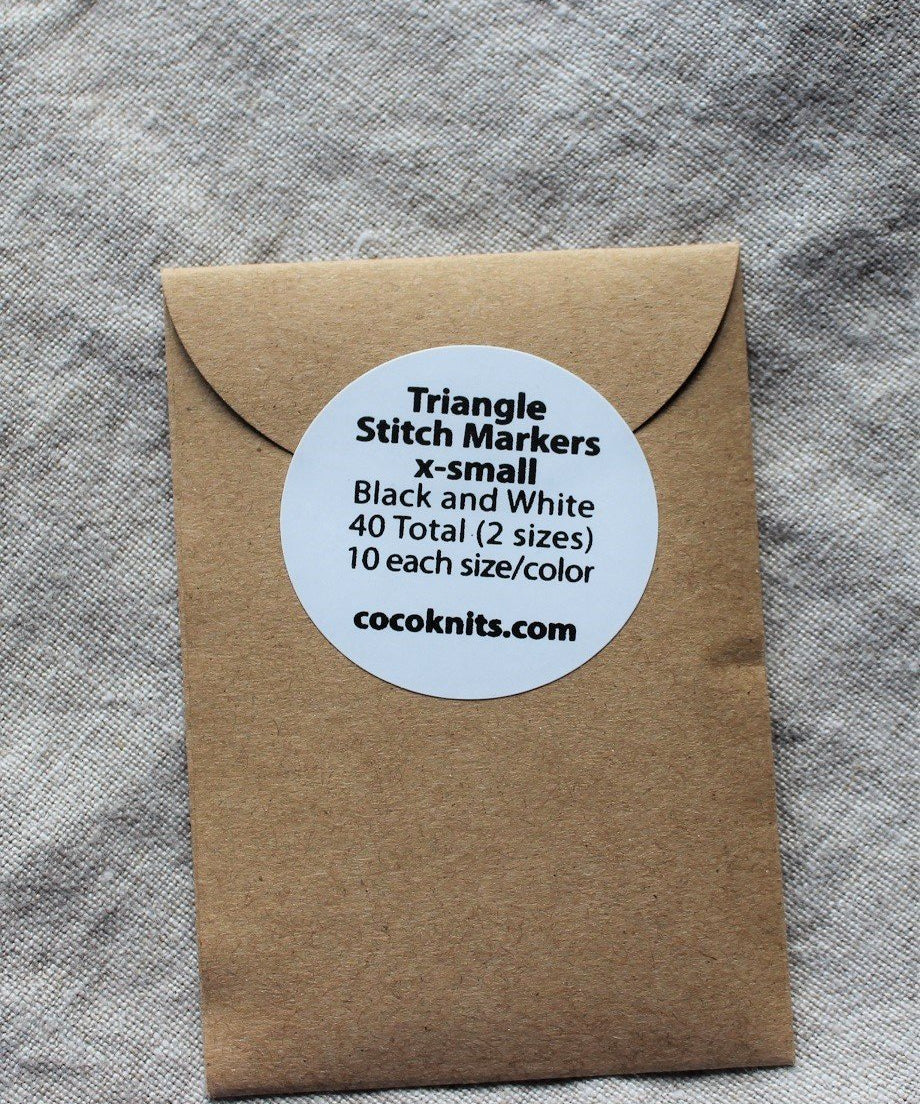 Triangle
Stitch Markers
x-small
Black and White
40 Total (2 sizes)
10 each size/color
cocoknits.com